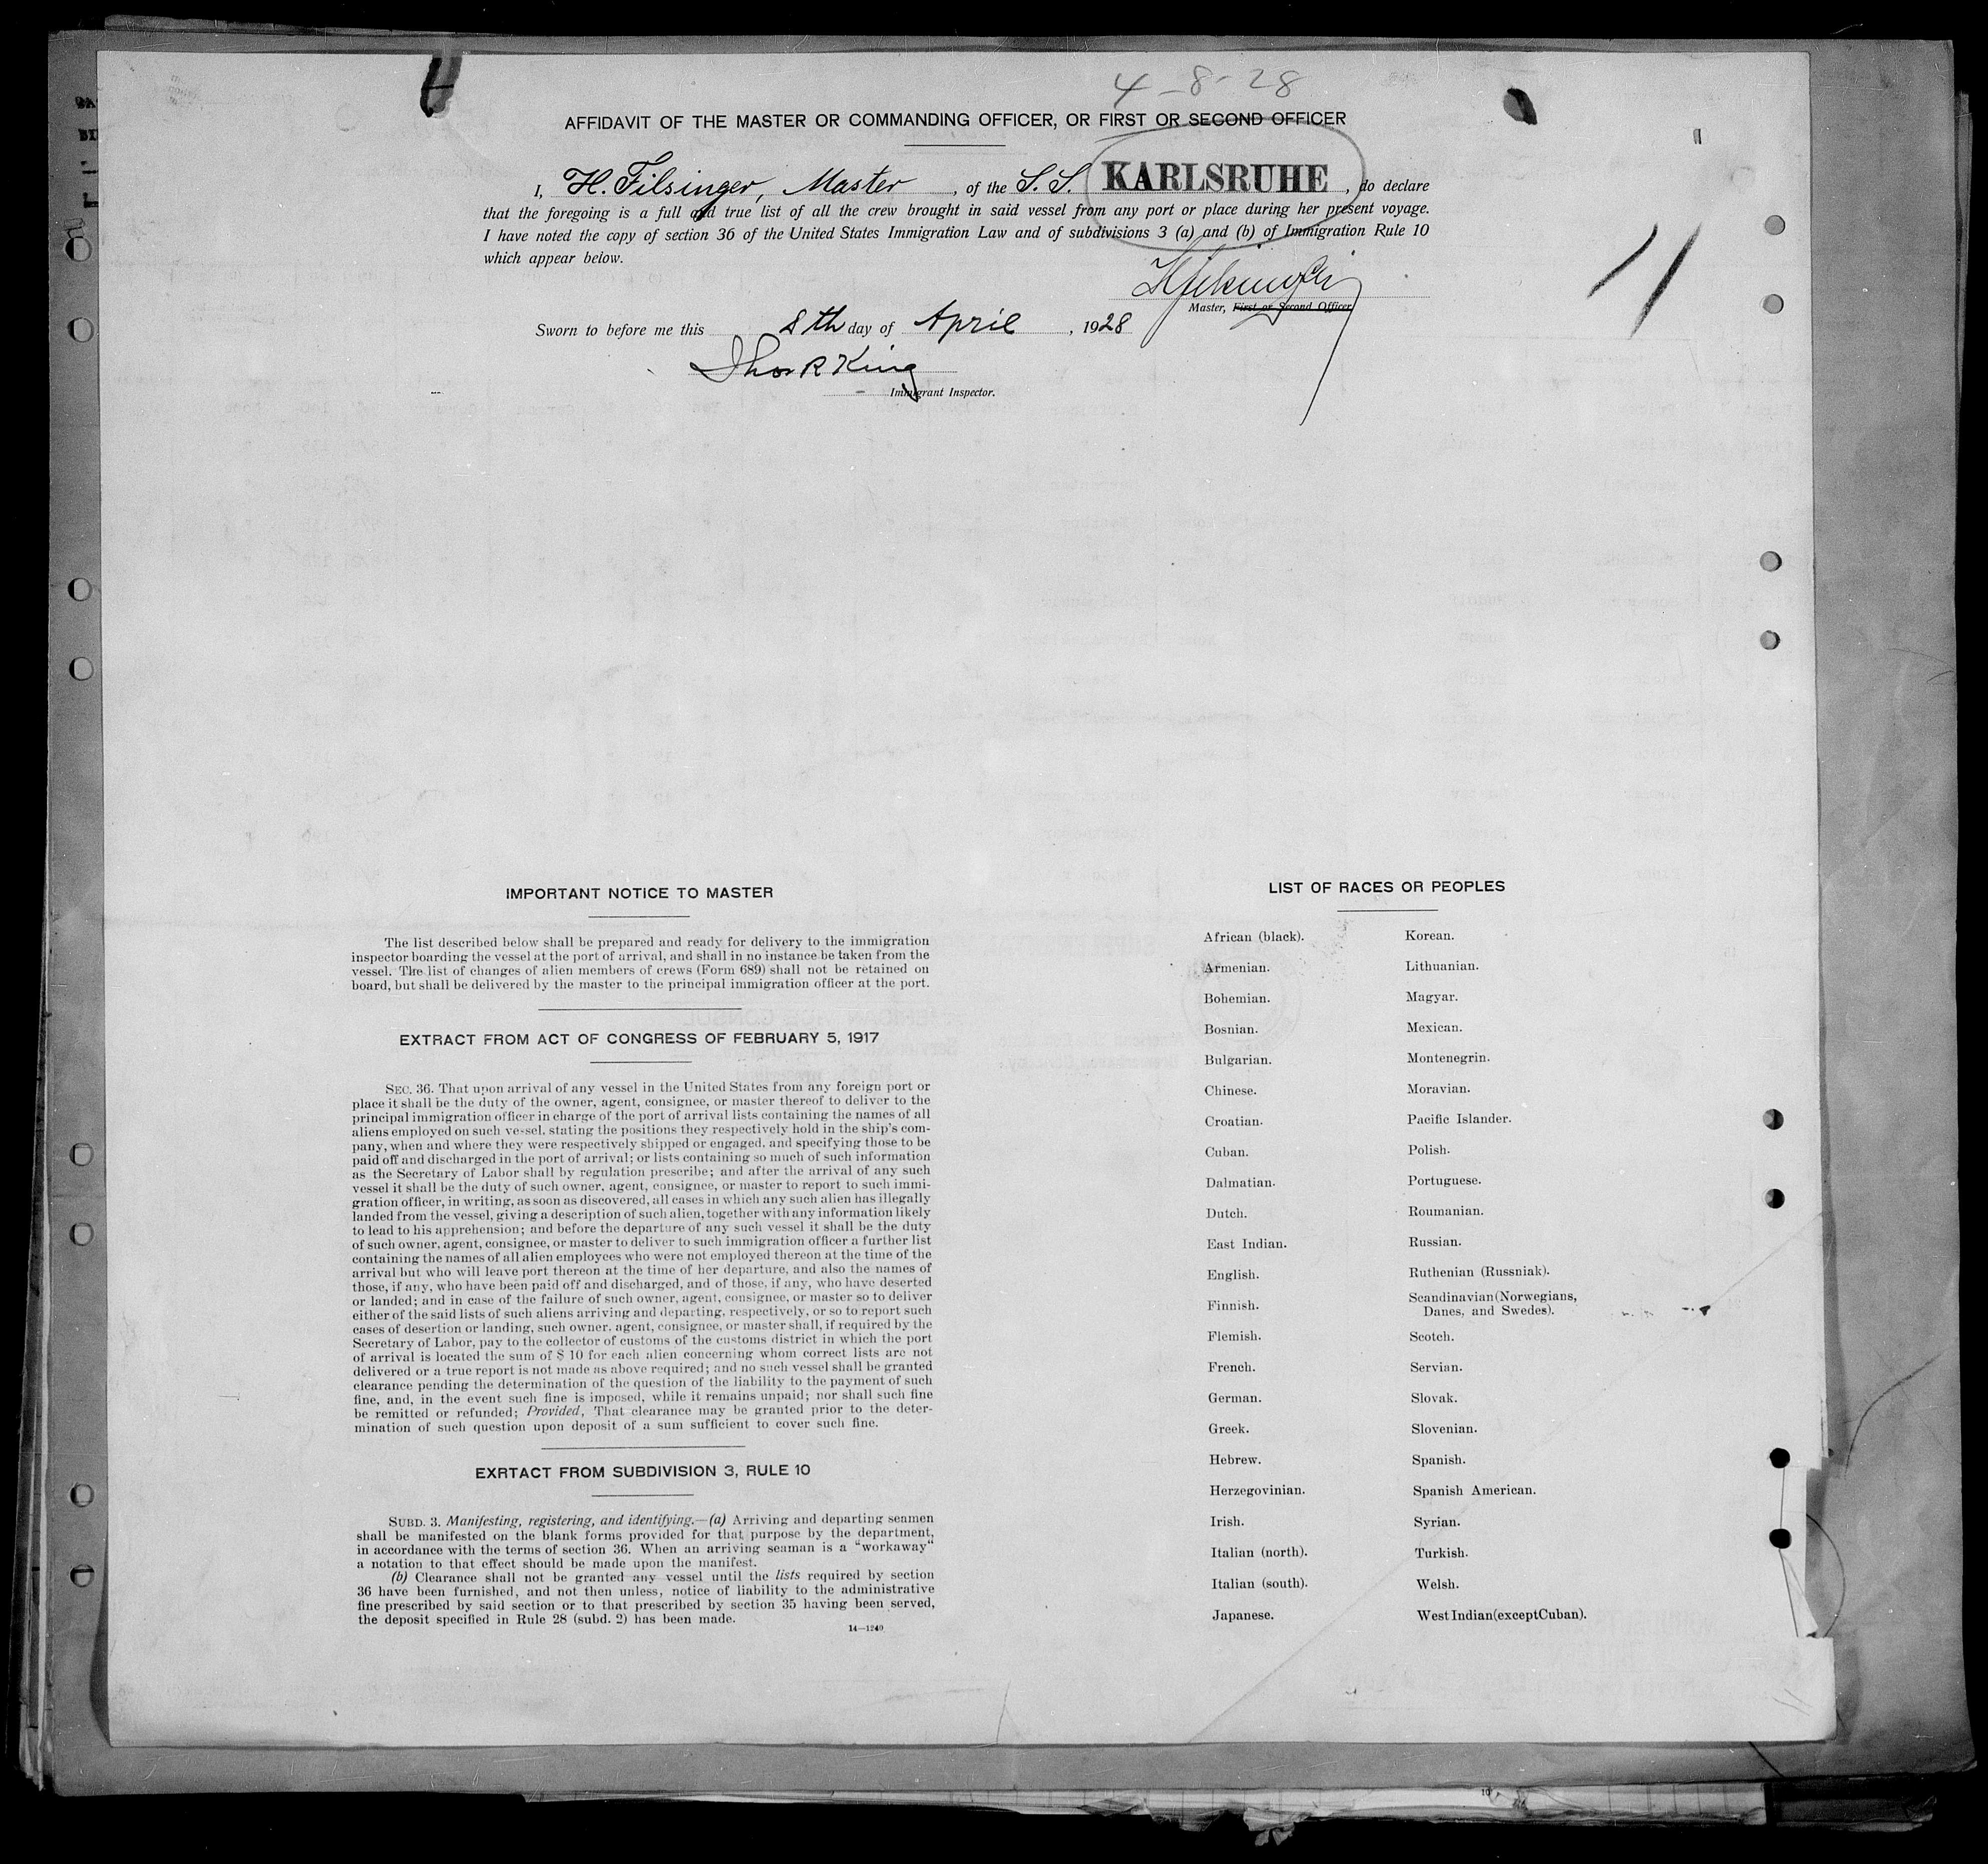 4-8-28
AFFIDAVIT OF THE MASTER OR COMMANDING OFFICER, OR FIRST OR SECOND OFFICER
I, H. Filsinger, Master, of the S.S. KARLSRUHE, do declare
that the foregoing is a full and true list of all the crew brought in said vessel from any port or place during her present voyage.
I have noted the copy of section 36 of the United States Immigration Law and of subdivisions 3 (a) and (b) of Immigration Rule 10
which appear below.
Master, First or Second Officer
Sworn to before me this 8th day of April, 1928
Thos R King
Immigrant Inspector.
IMPORTANT NOTICE TO MASTER
The list described below shall be prepared and ready for delivery to the immigration
inspector boarding the vessel at the port of arrival, and shall in no instance be taken from the
vessel. The list of changes of alien members of crews (Form 689) shall not be retained on
board, but shall be delivered by the master to the principal immigration officer at the port.
EXTRACT FROM ACT OF CONGRESS OF FEBRUARY 5, 1917
SEC. 36. That upon arrival of any vessel in the United States from any foreign port or
place it shall be the duty of the owner, agent, consignee, or master thereof to deliver to the
principal immigration officer in charge of the port of arrival lists containing the names of all
aliens employed on such vessel, stating the positions they respectively hold in the ship's com-
pany, when and where they were respectively shipped or engaged, and specifying those to be
paid off and discharged in the port of arrival; or lists containing so much of such information
as the Secretary of Labor shall by regulation prescribe; and after the arrival of any such
vessel it shall be the duty of such owner, agent, consignee, or master to report to such immi-
gration officer, in writing, as soon as discovered, all cases in which any such alien has illegally
landed from the vessel, giving a description of such alien, together with any information likely
to lead to his apprehension; and before the departure of any such vessel it shall be the duty
of such owner, agent, consignee, or master to deliver to such immigration officer a further list
containing the names of all alien employees who were not employed thereon at the time of the
arrival but who will leave port thereon at the time of her departure, and also the names of
those, if any, who have been paid off and discharged, and of those, if any, who have deserted
or landed; and in case of the failure of such owner, agent, consignee, or master so to deliver
either of the said lists of such aliens arriving and departing, respectively, or so to report such
cases of desertion or landing, such owner, agent, consignee, or master shall, if required by the
Secretary of Labor, pay to the collector of customs of the customs district in which the port
of arrival is located the sum of $ 10 for each alien concerning whom correct lists are not
delivered or a true report is not made as above required; and no such vessel shall be granted
clearance pending the determination of the question of the liability to the payment of such
fine, and, in the event such fine is imposed, while it remains unpaid; nor shall such fine
be remitted or refunded; Provided, That clearance may be granted prior to the deter-
mination of such question upon deposit of a sum sufficient to cover such fine.
EXRTACT FROM SUBDIVISION 3, RULE 10
SUBD. 3. Manifesting, registering, and identifying.—(a) Arriving and departing seamen
shall be manifested on the blank forms provided for that purpose by the department,
in accordance with the terms of section 36. When an arriving seaman is a "workaway"
a notation to that effect should be made upon the manifest.
(b) Clearance shall not be granted any vessel until the lists required by section
36 have been furnished, and not then unless, notice of liability to the administrative
fine prescribed by said section or to that prescribed by section 35 having been served,
the deposit specified in Rule 28 (subd. 2) has been made.
14—1240
LIST OF RACES OR PEOPLES
African (black).
Armenian.
Bohemian.
Bosnian.
Bulgarian.
Chinese.
Croatian.
Cuban.
Dalmatian.
Dutch.
East Indian.
English.
Finnish.
Flemish.
French.
German.
Greek.
Hebrew.
Herzegovinian.
Irish.
Italian (north).
Italian (south).
Japanese.
Korean.
Lithuanian.
Magyar.
Mexican.
Montenegrin.
Moravian.
Pacific Islander.
Polish.
Portuguese.
Roumanian.
Russian.
Ruthenian (Russniak).
Scandinavian(Norwegians,
Danes, and Swedes).
Scotch.
Servian.
Slovak.
Slovenian.
Spanish.
Spanish American.
Syrian.
Turkish.
Welsh.
West Indian(exceptCuban).